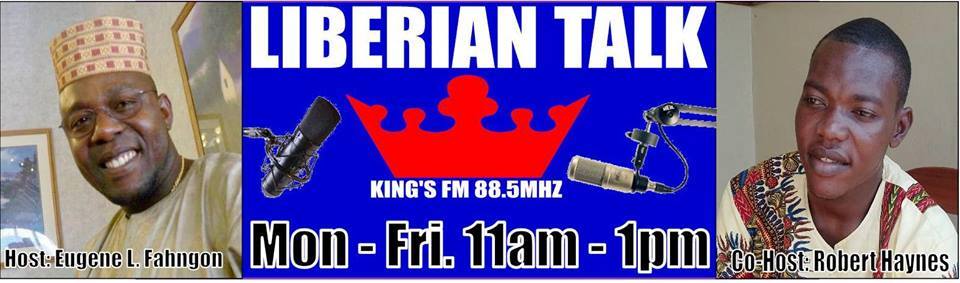 LIBERIAN TALK
KING'S FM 88.5MHZ
Mon - Fri. 11am - 1pm
Host: Eugene L. Fahngon
Co-Host: Robert Haynes